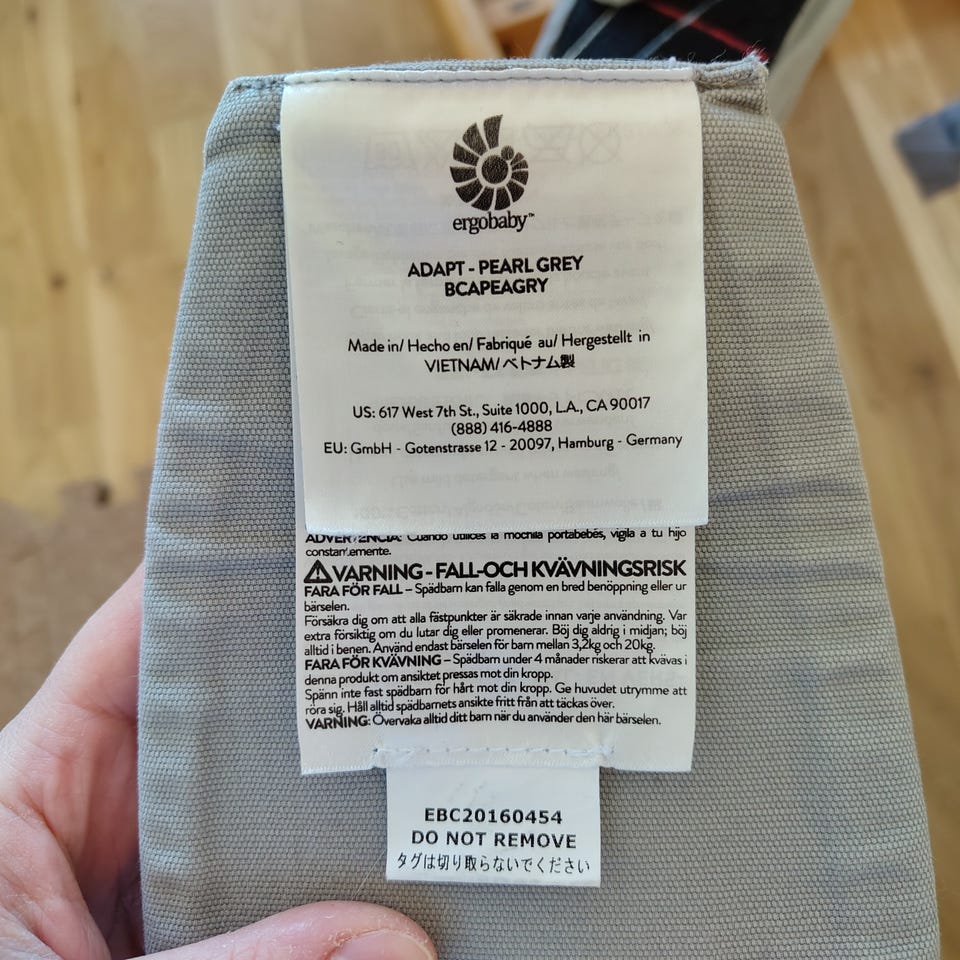 ergobaby™
ADAPT - PEARL GREY
BCAPEAGRY
Made in/ Hecho en/ Fabriqué au/ Hergestellt in
VIETNAM/ベトナム製
US: 617 West 7th St., Suite 1000, L.A., CA 90017
(888) 416-4888
EU: GmbH - Gotenstrasse 12 - 20097, Hamburg - Germany
ADVERTENCIA: Cuando utilices la mochila portabebés, vigila a tu hijo
constantemente.
VARNING - FALL-OCH KVÄVNINGSRISK
FARA FÖR FALL – Spädbarn kan falla genom en bred benöppning eller ur
bärselen.
Försäkra dig om att alla fästpunkter är säkrade innan varje användning. Var
extra försiktig om du lutar dig eller promenerar. Böj dig aldrig i midjan; böj
alltid i benen. Använd endast bärselen för barn mellan 3,2kg och 20kg.
FARA FÖR KVÄVNING – Spädbarn under 4 månader riskerar att kvävas i
denna produkt om ansiktet pressas mot din kropp.
Spänn inte fast spädbarn för hårt mot din kropp. Ge huvudet utrymme att
röra sig. Håll alltid spädbarnets ansikte fritt från att täckas över.
VARNING: Övervaka alltid ditt barn när du använder den här bärselen.
EBC20160454
DO NOT REMOVE
タグは切り取らないでください